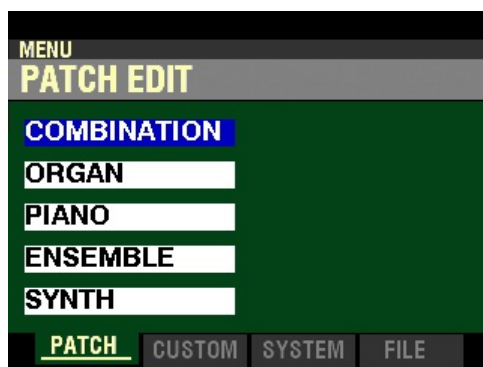 MENU
PATCH EDIT
COMBINATION
ORGAN
PIANO
ENSEMBLE
SYNTH
PATCH CUSTOM SYSTEM FILE